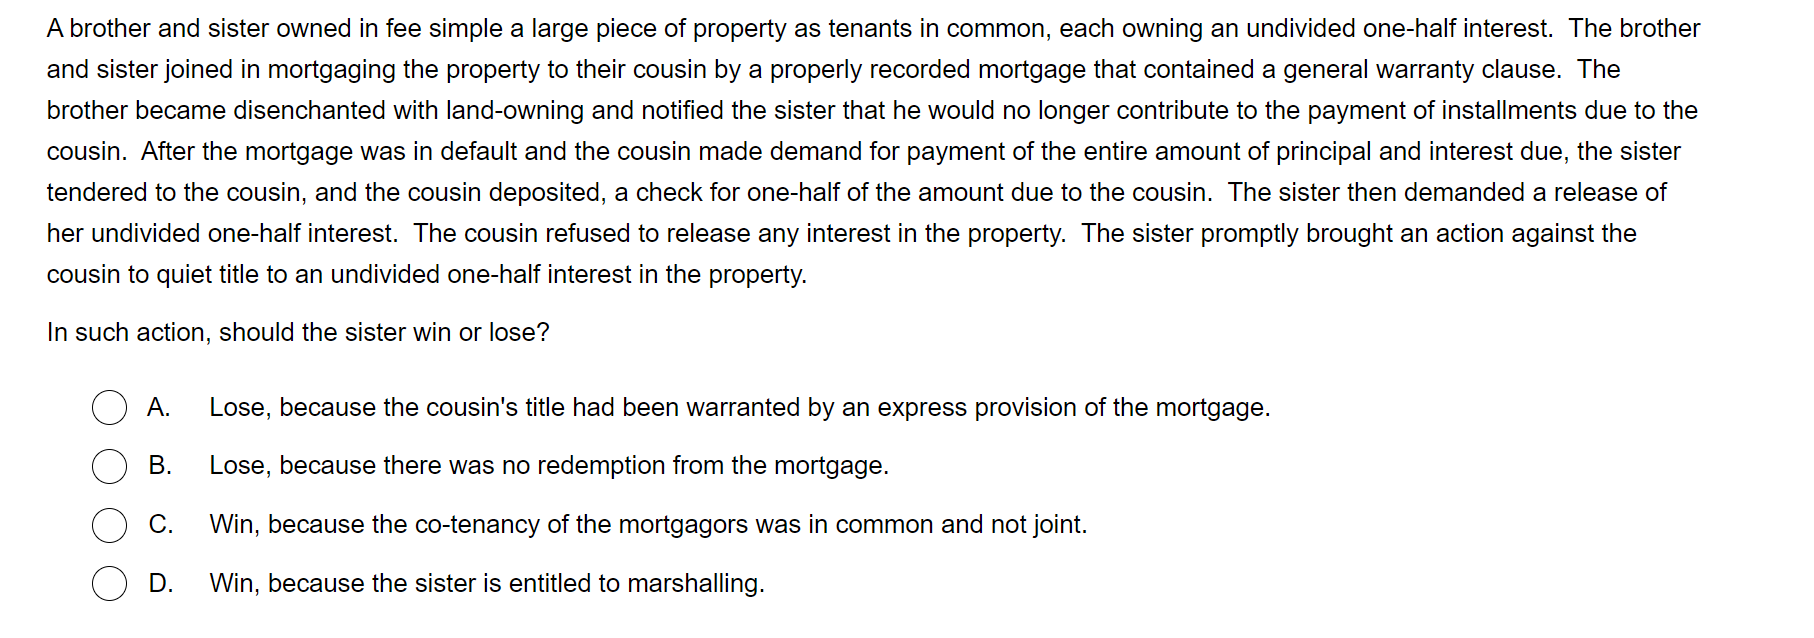 A brother and sister owned in fee simple a large piece of property as tenants in common, each owning an undivided one-half interest.  The brother
and sister joined in mortgaging the property to their cousin by a properly recorded mortgage that contained a general warranty clause.  The
brother became disenchanted with land-owning and notified the sister that he would no longer contribute to the payment of installments due to the
cousin.  After the mortgage was in default and the cousin made demand for payment of the entire amount of principal and interest due, the sister
tendered to the cousin, and the cousin deposited, a check for one-half of the amount due to the cousin.  The sister then demanded a release of
her undivided one-half interest.  The cousin refused to release any interest in the property.  The sister promptly brought an action against the
cousin to quiet title to an undivided one-half interest in the property.
In such action, should the sister win or lose?
A. Lose, because the cousin's title had been warranted by an express provision of the mortgage.
B. Lose, because there was no redemption from the mortgage.
C. Win, because the co-tenancy of the mortgagors was in common and not joint.
D. Win, because the sister is entitled to marshalling.